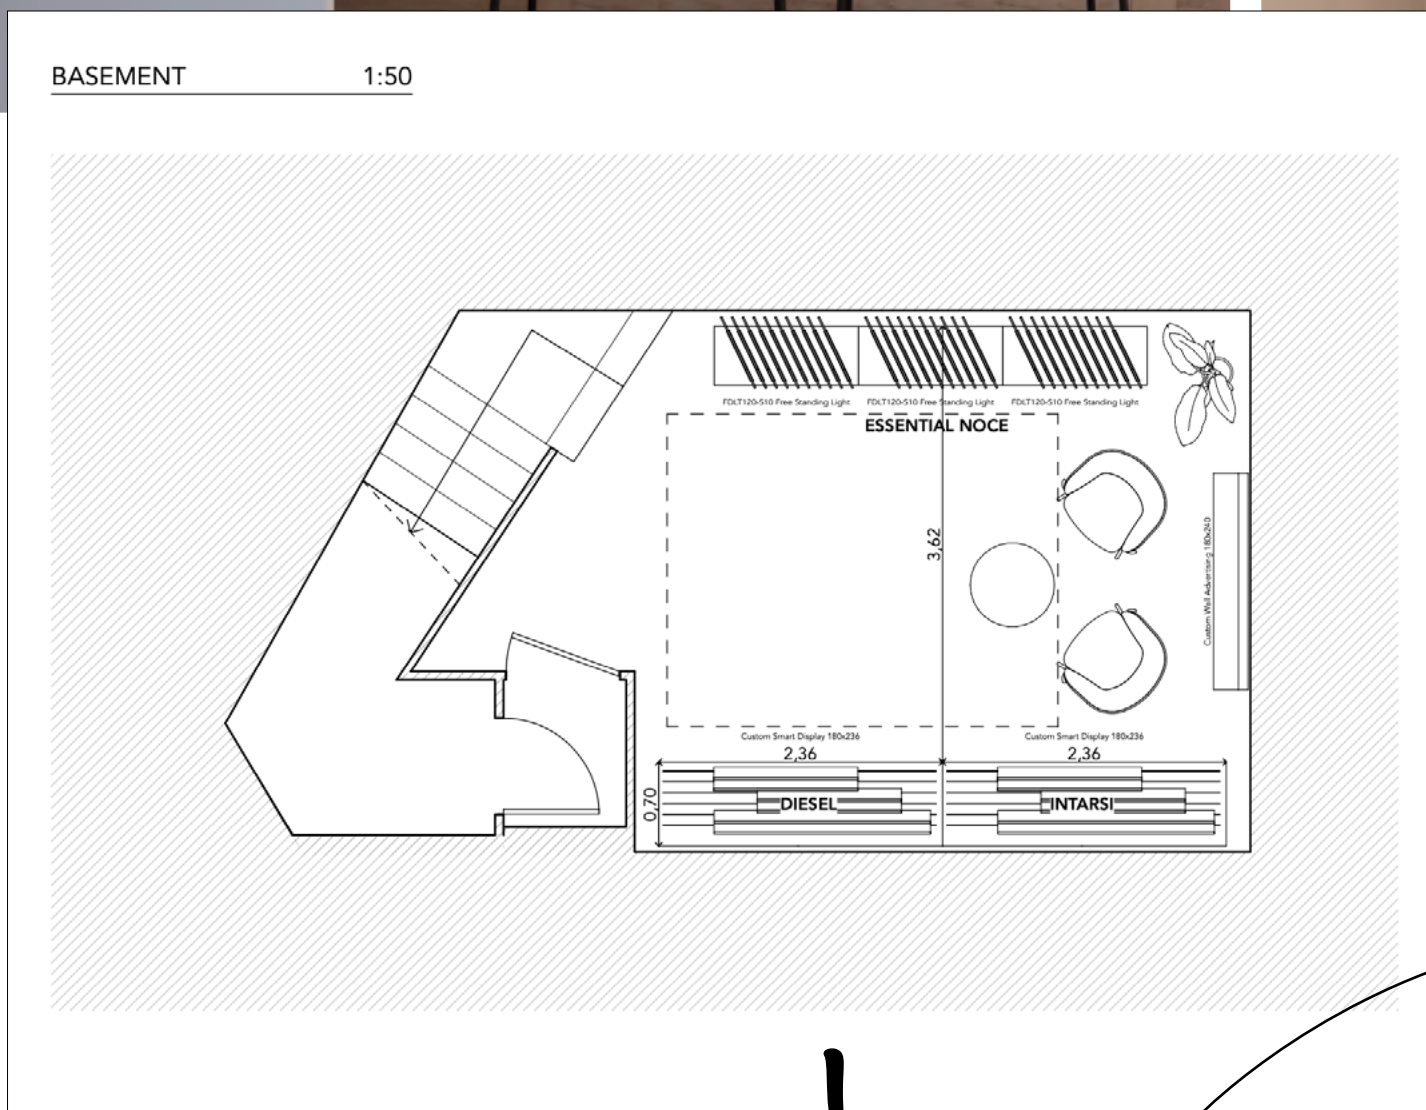 BASEMENT 1:50
FDLT120-S10 Free Standing Light FDLT120-S10 Free Standing Light FDLT120-S10 Free Standing Light
ESSENTIAL NOCE
3,62
Custom Wall Advertising 180x240
Custom Smart Display 180x236 Custom Smart Display 180x236
2,36 2,36
0,70
DIESEL INTARSI